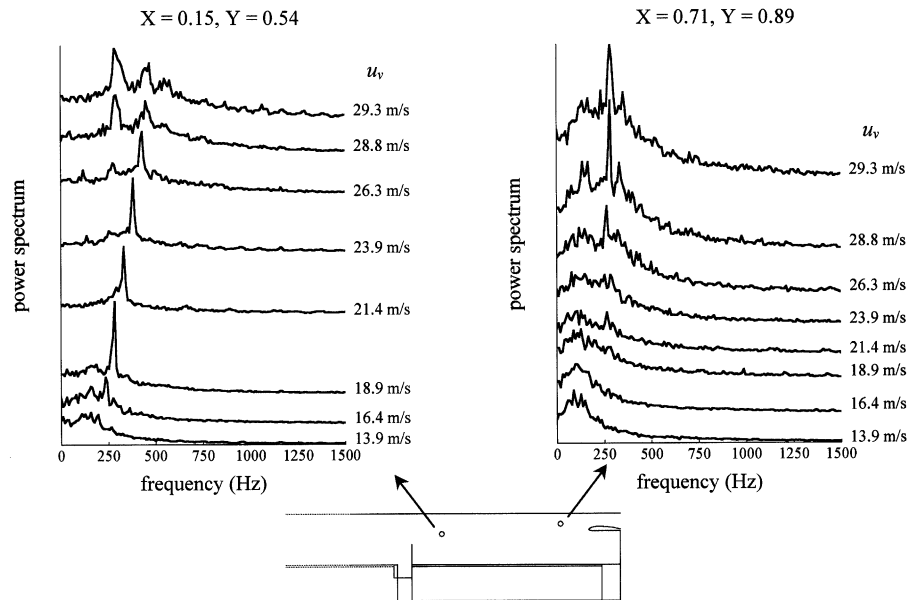 X = 0.15, Y = 0.54
power spectrum
u_v
29.3 m/s
28.8 m/s
26.3 m/s
23.9 m/s
21.4 m/s
18.9 m/s
16.4 m/s
13.9 m/s
0 250 500 750 1000 1250 1500
frequency (Hz)
X = 0.71, Y = 0.89
power spectrum
u_v
29.3 m/s
28.8 m/s
26.3 m/s
23.9 m/s
21.4 m/s
18.9 m/s
16.4 m/s
13.9 m/s
0 250 500 750 1000 1250 1500
frequency (Hz)